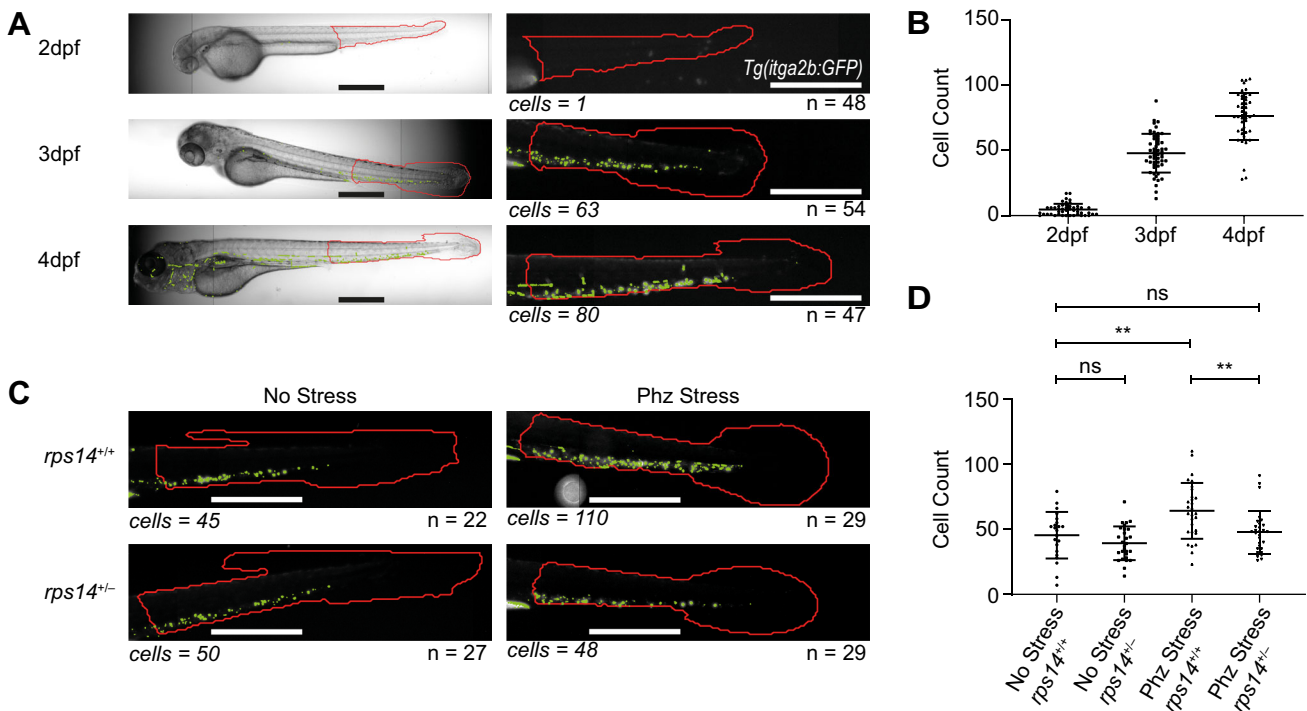 A
2dpf
Tg(itga2b:GFP)
cells = 1
n = 48
3dpf
cells = 63
n = 54
4dpf
cells = 80
n = 47
B
Cell Count
150
100
50
0
2dpf
3dpf
4dpf
C
No Stress
Phz Stress
rps14+/+
cells = 45
n = 22
cells = 110
n = 29
rps14+/–
cells = 50
n = 27
cells = 48
n = 29
D
ns
**
ns
**
Cell Count
150
100
50
0
No Stress
rps14+/+
No Stress
rps14+/–
Phz Stress
rps14+/+
Phz Stress
rps14+/–